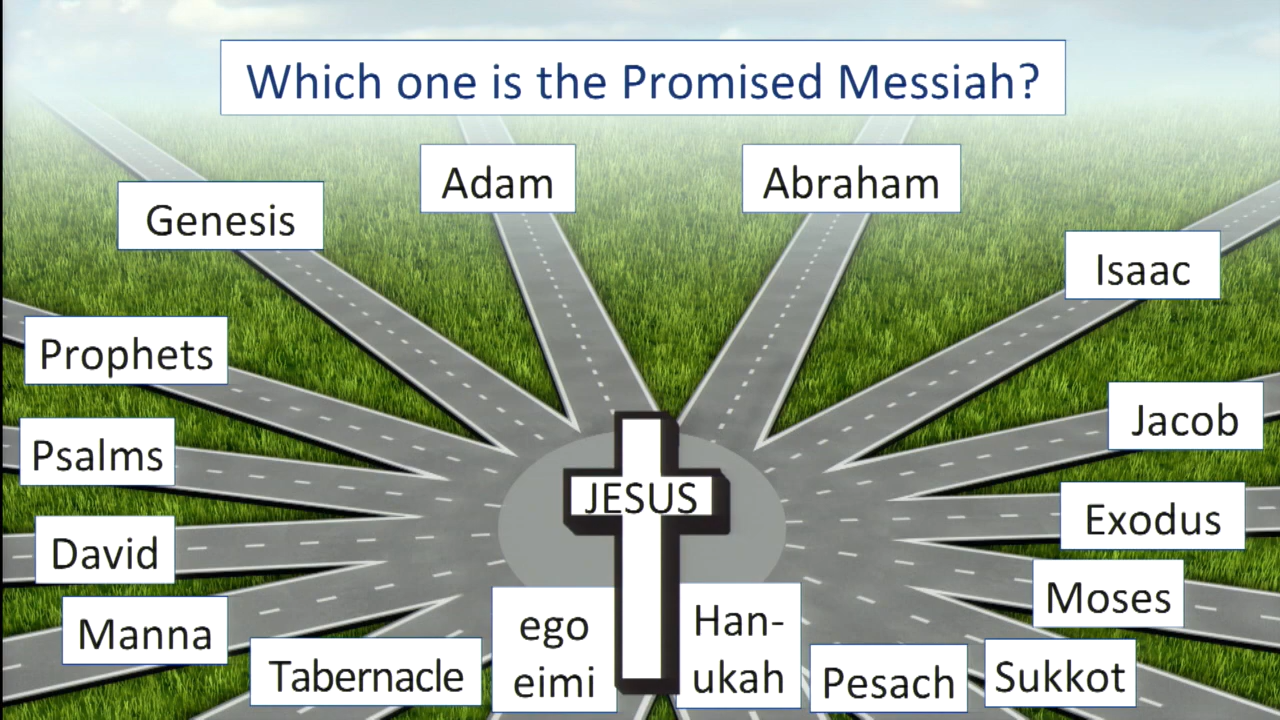 Which one is the Promised Messiah?
Adam
Abraham
Genesis
Isaac
Prophets
Jacob
Psalms
JESUS
Exodus
David
Moses
Manna
Tabernacle
ego
eimi
Han-
ukah
Pesach
Sukkot